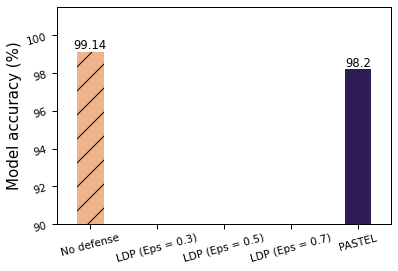 Model accuracy (%)
100
98
96
94
92
90
99.14
98.2
No defense
LDP (Eps = 0.3)
LDP (Eps = 0.5)
LDP (Eps = 0.7)
PASTEL